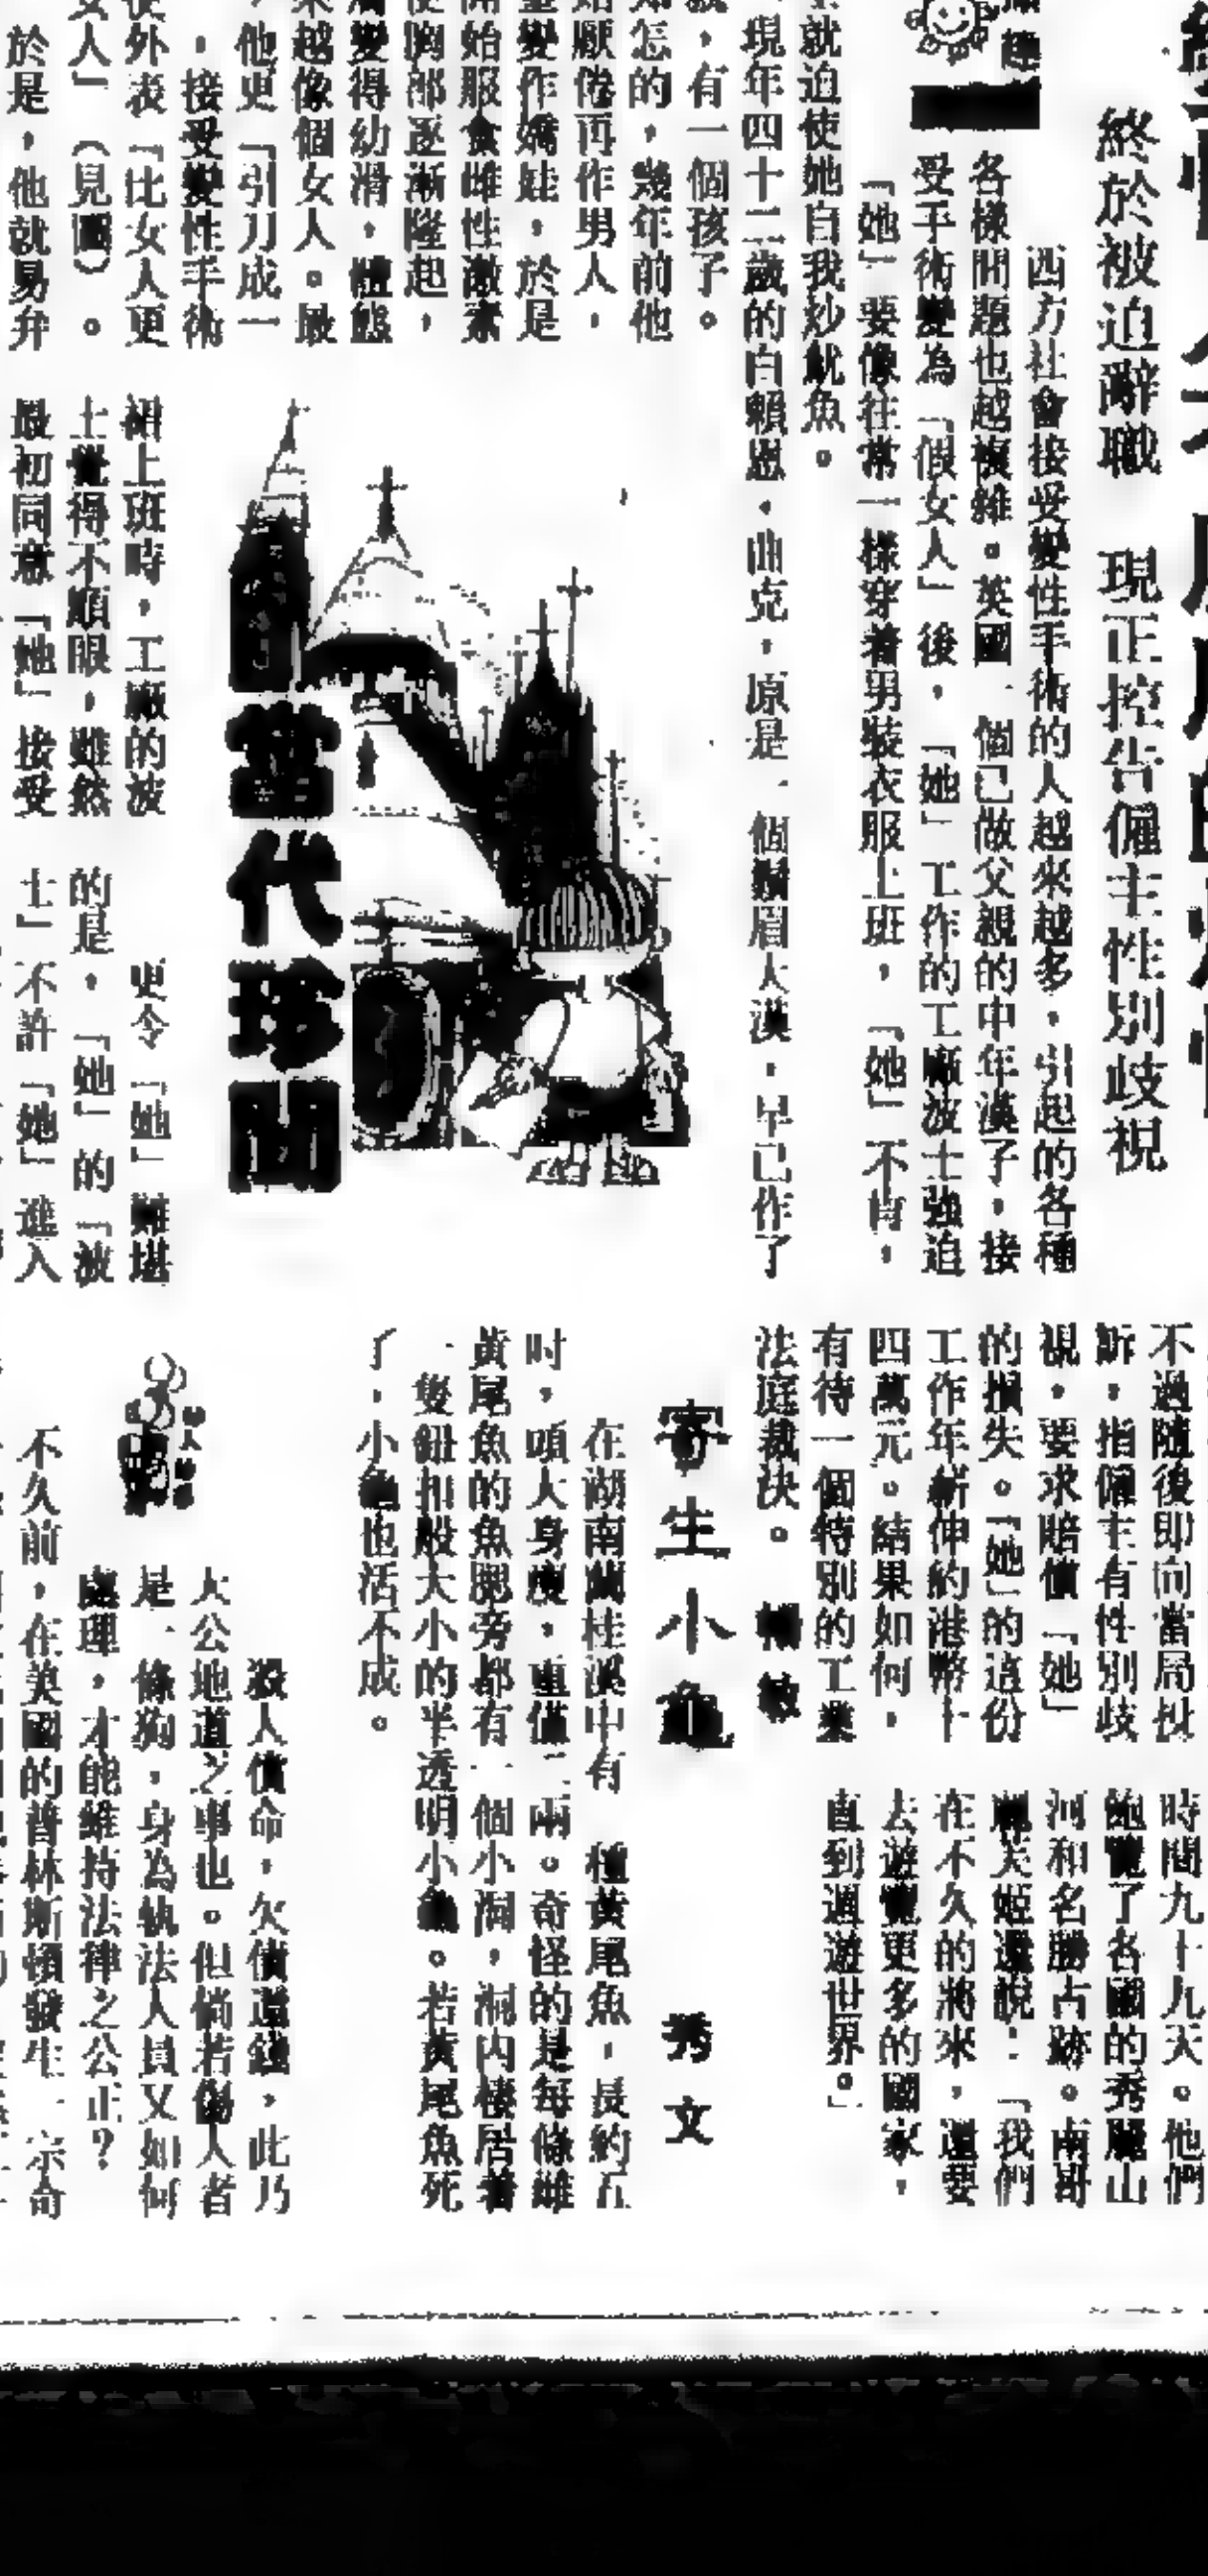 終於被迫辭職　現正控告僱主性別歧視
西方社會接受變性手術的人越來越多，引起的各種
各樣問題也越複雜。英國一個已做父親的中年漢子，接
受手術變為「假女人」後，「她」工作的工廠波士強迫
「她」要像往常一樣穿着男裝衣服上班，「她」不肯，
就迫使她自我炒魷魚。
現年四十二歲的白賴恩·曲克，原是一個鬚眉大漢，早已作了
，有一個孩子。
怎的，幾年前他
厭倦再作男人，
變作嬌娃，於是
始服食雌性激素
胸部逐漸隆起，
變得幼滑，體態
越像個女人。最
他更「引刀成一
，接受變性手術
外表「比女人更
女人」（見圖）。
於是，他就易弁
當代珍聞
裙上班時，工廠的波
士覺得不順眼，雖然
最初同意「她」接受
更令「她」難堪
的是，「她」的「波
士」不許「她」進入
不過隨後即向當局投
訴，指僱主有性別歧
視，要求賠償「她」
的損失。「她」的這份
工作年薪伸約港幣十
四萬元。結果如何，
有待一個特別的工業
法庭裁決。
時間九十九天。他們
飽覽了各國的秀麗山
河和名勝古跡。南哥
天姬還說：「我們
在不久的將來，還要
去遊覽更多的國家，
直到週遊世界。」
寄生小龜
秀文
在湖南蘭桂溪中有一種黃尾魚，長約五
吋，頭大身瘦，重僅二兩。奇怪的是每條雌
黃尾魚的魚腮旁都有一個小洞，洞內棲居着
一隻鈕扣般大小的半透明小龜。若黃尾魚死
了，小龜也活不成。
殺人償命，欠債還錢，此乃
大公地道之事也。但倘若傷人者
是一條狗，身為執法人員又如何
處理，才能維持法律之公正？
不久前，在美國的普林斯頓發生一宗奇